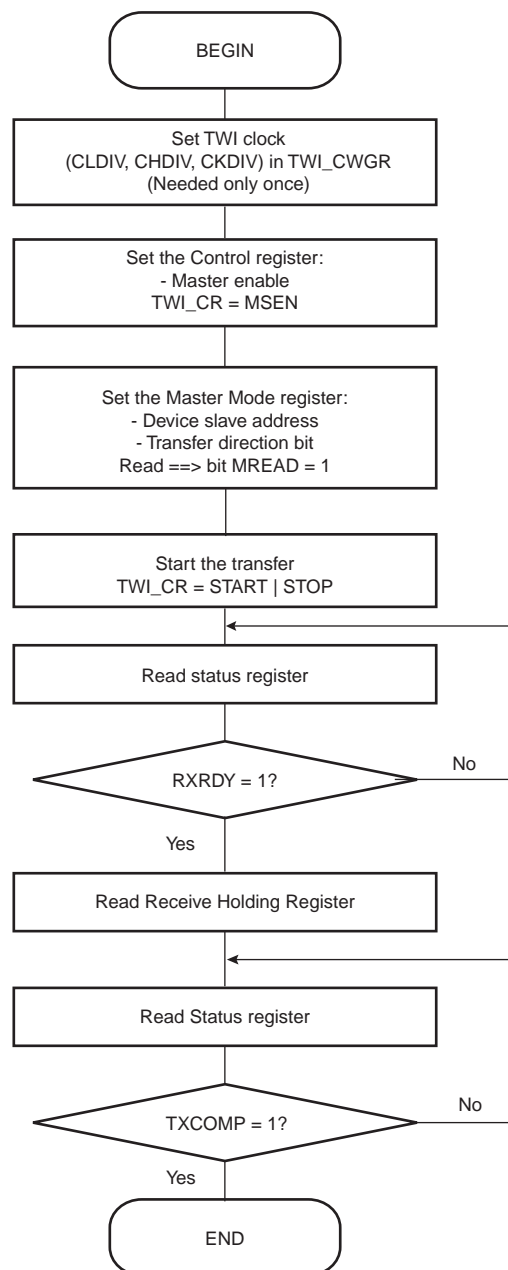 BEGIN
Set TWI clock
(CLDIV, CHDIV, CKDIV) in TWI_CWGR
(Needed only once)
Set the Control register:
- Master enable
TWI_CR = MSEN
Set the Master Mode register:
- Device slave address
- Transfer direction bit
Read ==> bit MREAD = 1
Start the transfer
TWI_CR = START | STOP
Read status register
RXRDY = 1?
No
Yes
Read Receive Holding Register
Read Status register
TXCOMP = 1?
No
Yes
END